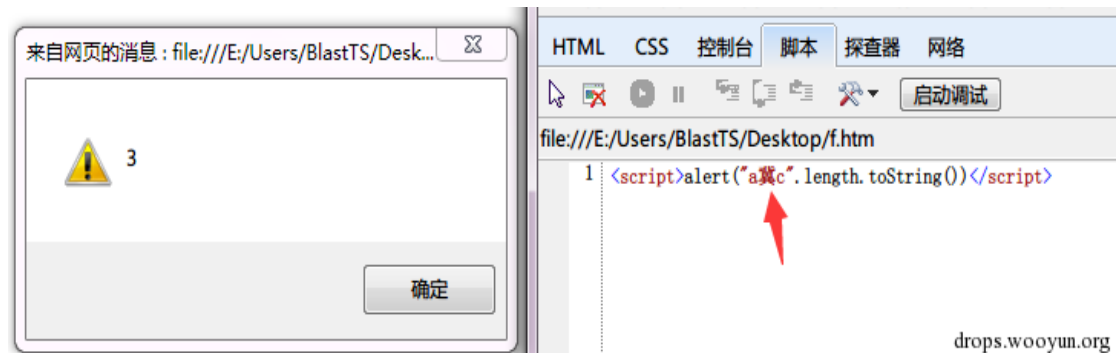 来自网页的消息 : file:///E:/Users/BlastTS/Desk...
3
确定
HTML CSS 控制台 脚本 探查器 网络
启动调试
file:///E:/Users/BlastTS/Desktop/f.htm
1 <script>alert("a冀c".length.toString())</script>
drops.wooyun.org